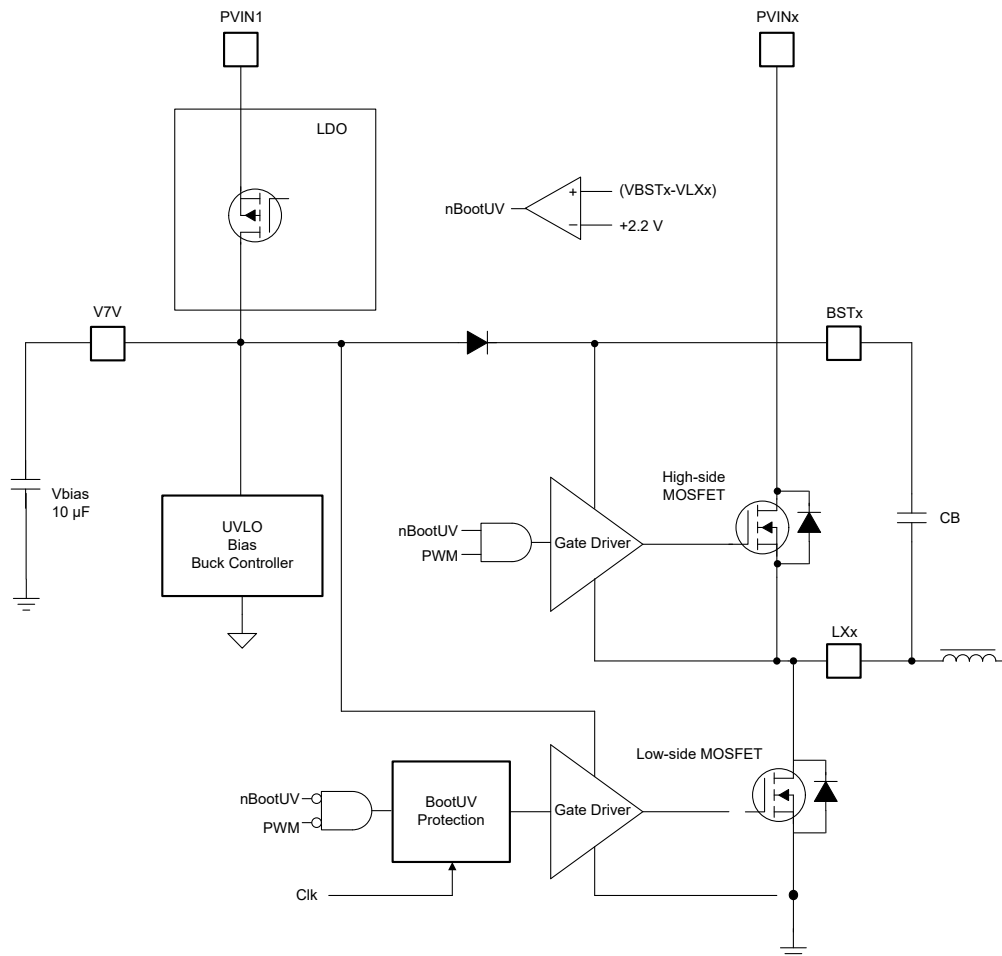 PVIN1
PVINx
LDO
(VBSTx-VLXx)
+
nBootUV
−
+2.2 V
V7V
BSTx
High-side
MOSFET
Vbias
10 µF
UVLO
Bias
Buck Controller
nBootUV
PWM
Gate Driver
CB
LXx
Low-side MOSFET
nBootUV
PWM
BootUV
Protection
Gate Driver
Clk